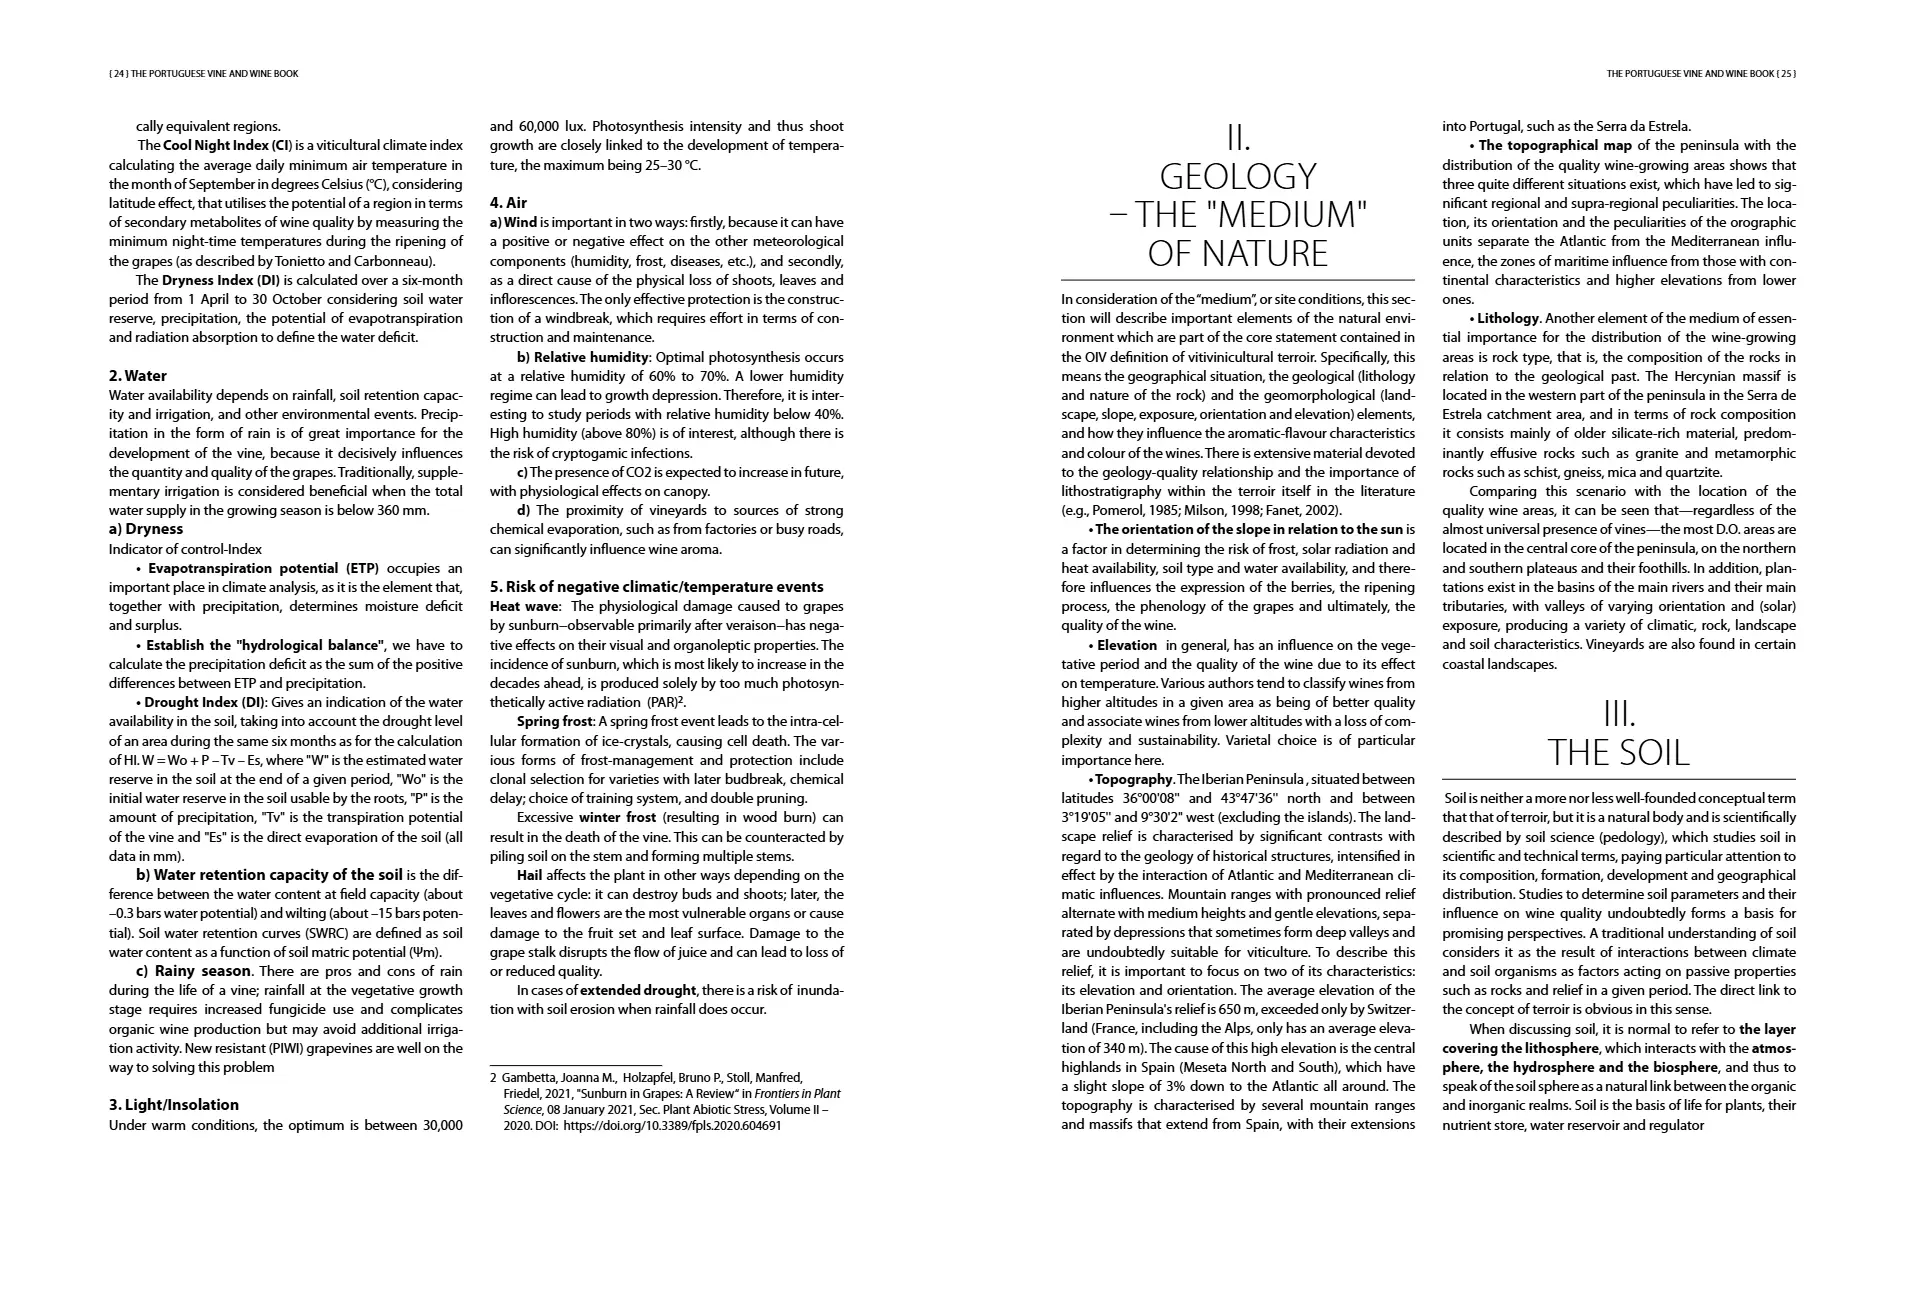 { 24 } THE PORTUGUESE VINE AND WINE BOOK
cally equivalent regions.
The Cool Night Index (CI) is a viticultural climate index
calculating the average daily minimum air temperature in
the month of September in degrees Celsius (°C), considering
latitude effect, that utilises the potential of a region in terms
of secondary metabolites of wine quality by measuring the
minimum night-time temperatures during the ripening of
the grapes (as described by Tonietto and Carbonneau).
The Dryness Index (DI) is calculated over a six-month
period from 1 April to 30 October considering soil water
reserve, precipitation, the potential of evapotranspiration
and radiation absorption to define the water deficit.
2. Water
Water availability depends on rainfall, soil retention capac-
ity and irrigation, and other environmental events. Precip-
itation in the form of rain is of great importance for the
development of the vine, because it decisively influences
the quantity and quality of the grapes. Traditionally, supple-
mentary irrigation is considered beneficial when the total
water supply in the growing season is below 360 mm.
a) Dryness
Indicator of control-Index
• Evapotranspiration potential (ETP) occupies an
important place in climate analysis, as it is the element that,
together with precipitation, determines moisture deficit
and surplus.
• Establish the "hydrological balance", we have to
calculate the precipitation deficit as the sum of the positive
differences between ETP and precipitation.
• Drought Index (DI): Gives an indication of the water
availability in the soil, taking into account the drought level
of an area during the same six months as for the calculation
of HI. W = Wo + P – Tv – Es, where "W" is the estimated water
reserve in the soil at the end of a given period, "Wo" is the
initial water reserve in the soil usable by the roots, "P" is the
amount of precipitation, "Tv" is the transpiration potential
of the vine and "Es" is the direct evaporation of the soil (all
data in mm).
b) Water retention capacity of the soil is the dif-
ference between the water content at field capacity (about
–0.3 bars water potential) and wilting (about –15 bars poten-
tial). Soil water retention curves (SWRC) are defined as soil
water content as a function of soil matric potential (Ψm).
c) Rainy season. There are pros and cons of rain
during the life of a vine; rainfall at the vegetative growth
stage requires increased fungicide use and complicates
organic wine production but may avoid additional irriga-
tion activity. New resistant (PIWI) grapevines are well on the
way to solving this problem
3. Light/Insolation
Under warm conditions, the optimum is between 30,000
and 60,000 lux. Photosynthesis intensity and thus shoot
growth are closely linked to the development of tempera-
ture, the maximum being 25–30 °C.
4. Air
a) Wind is important in two ways: firstly, because it can have
a positive or negative effect on the other meteorological
components (humidity, frost, diseases, etc.), and secondly,
as a direct cause of the physical loss of shoots, leaves and
inflorescences. The only effective protection is the construc-
tion of a windbreak, which requires effort in terms of con-
struction and maintenance.
b) Relative humidity: Optimal photosynthesis occurs
at a relative humidity of 60% to 70%. A lower humidity
regime can lead to growth depression. Therefore, it is inter-
esting to study periods with relative humidity below 40%.
High humidity (above 80%) is of interest, although there is
the risk of cryptogamic infections.
c) The presence of CO2 is expected to increase in future,
with physiological effects on canopy.
d) The proximity of vineyards to sources of strong
chemical evaporation, such as from factories or busy roads,
can significantly influence wine aroma.
5. Risk of negative climatic/temperature events
Heat wave: The physiological damage caused to grapes
by sunburn–observable primarily after veraison–has nega-
tive effects on their visual and organoleptic properties. The
incidence of sunburn, which is most likely to increase in the
decades ahead, is produced solely by too much photosyn-
thetically active radiation (PAR)².
Spring frost: A spring frost event leads to the intra-cel-
lular formation of ice-crystals, causing cell death. The var-
ious forms of frost-management and protection include
clonal selection for varieties with later budbreak, chemical
delay; choice of training system, and double pruning.
Excessive winter frost (resulting in wood burn) can
result in the death of the vine. This can be counteracted by
piling soil on the stem and forming multiple stems.
Hail affects the plant in other ways depending on the
vegetative cycle: it can destroy buds and shoots; later, the
leaves and flowers are the most vulnerable organs or cause
damage to the fruit set and leaf surface. Damage to the
grape stalk disrupts the flow of juice and can lead to loss of
or reduced quality.
In cases of extended drought, there is a risk of inunda-
tion with soil erosion when rainfall does occur.
2 Gambetta, Joanna M., Holzapfel, Bruno P., Stoll, Manfred,
Friedel, 2021, "Sunburn in Grapes: A Review" in Frontiers in Plant
Science, 08 January 2021, Sec. Plant Abiotic Stress, Volume II –
2020. DOI: https://doi.org/10.3389/fpls.2020.604691
THE PORTUGUESE VINE AND WINE BOOK { 25 }
II.
GEOLOGY
– THE "MEDIUM"
OF NATURE
In consideration of the "medium", or site conditions, this sec-
tion will describe important elements of the natural envi-
ronment which are part of the core statement contained in
the OIV definition of vitivinicultural terroir. Specifically, this
means the geographical situation, the geological (lithology
and nature of the rock) and the geomorphological (land-
scape, slope, exposure, orientation and elevation) elements,
and how they influence the aromatic-flavour characteristics
and colour of the wines. There is extensive material devoted
to the geology-quality relationship and the importance of
lithostratigraphy within the terroir itself in the literature
(e.g., Pomerol, 1985; Milson, 1998; Fanet, 2002).
• The orientation of the slope in relation to the sun is
a factor in determining the risk of frost, solar radiation and
heat availability, soil type and water availability, and there-
fore influences the expression of the berries, the ripening
process, the phenology of the grapes and ultimately, the
quality of the wine.
• Elevation in general, has an influence on the vege-
tative period and the quality of the wine due to its effect
on temperature. Various authors tend to classify wines from
higher altitudes in a given area as being of better quality
and associate wines from lower altitudes with a loss of com-
plexity and sustainability. Varietal choice is of particular
importance here.
• Topography. The Iberian Peninsula , situated between
latitudes 36°00'08" and 43°47'36" north and between
3°19'05" and 9°30'2" west (excluding the islands). The land-
scape relief is characterised by significant contrasts with
regard to the geology of historical structures, intensified in
effect by the interaction of Atlantic and Mediterranean cli-
matic influences. Mountain ranges with pronounced relief
alternate with medium heights and gentle elevations, sepa-
rated by depressions that sometimes form deep valleys and
are undoubtedly suitable for viticulture. To describe this
relief, it is important to focus on two of its characteristics:
its elevation and orientation. The average elevation of the
Iberian Peninsula's relief is 650 m, exceeded only by Switzer-
land (France, including the Alps, only has an average eleva-
tion of 340 m). The cause of this high elevation is the central
highlands in Spain (Meseta North and South), which have
a slight slope of 3% down to the Atlantic all around. The
topography is characterised by several mountain ranges
and massifs that extend from Spain, with their extensions
into Portugal, such as the Serra da Estrela.
• The topographical map of the peninsula with the
distribution of the quality wine-growing areas shows that
three quite different situations exist, which have led to sig-
nificant regional and supra-regional peculiarities. The loca-
tion, its orientation and the peculiarities of the orographic
units separate the Atlantic from the Mediterranean influ-
ence, the zones of maritime influence from those with con-
tinental characteristics and higher elevations from lower
ones.
• Lithology. Another element of the medium of essen-
tial importance for the distribution of the wine-growing
areas is rock type, that is, the composition of the rocks in
relation to the geological past. The Hercynian massif is
located in the western part of the peninsula in the Serra de
Estrela catchment area, and in terms of rock composition
it consists mainly of older silicate-rich material, predom-
inantly effusive rocks such as granite and metamorphic
rocks such as schist, gneiss, mica and quartzite.
Comparing this scenario with the location of the
quality wine areas, it can be seen that—regardless of the
almost universal presence of vines—the most D.O. areas are
located in the central core of the peninsula, on the northern
and southern plateaus and their foothills. In addition, plan-
tations exist in the basins of the main rivers and their main
tributaries, with valleys of varying orientation and (solar)
exposure, producing a variety of climatic, rock, landscape
and soil characteristics. Vineyards are also found in certain
coastal landscapes.
III.
THE SOIL
Soil is neither a more nor less well-founded conceptual term
that that of terroir, but it is a natural body and is scientifically
described by soil science (pedology), which studies soil in
scientific and technical terms, paying particular attention to
its composition, formation, development and geographical
distribution. Studies to determine soil parameters and their
influence on wine quality undoubtedly forms a basis for
promising perspectives. A traditional understanding of soil
considers it as the result of interactions between climate
and soil organisms as factors acting on passive properties
such as rocks and relief in a given period. The direct link to
the concept of terroir is obvious in this sense.
When discussing soil, it is normal to refer to the layer
covering the lithosphere, which interacts with the atmos-
phere, the hydrosphere and the biosphere, and thus to
speak of the soil sphere as a natural link between the organic
and inorganic realms. Soil is the basis of life for plants, their
nutrient store, water reservoir and regulator